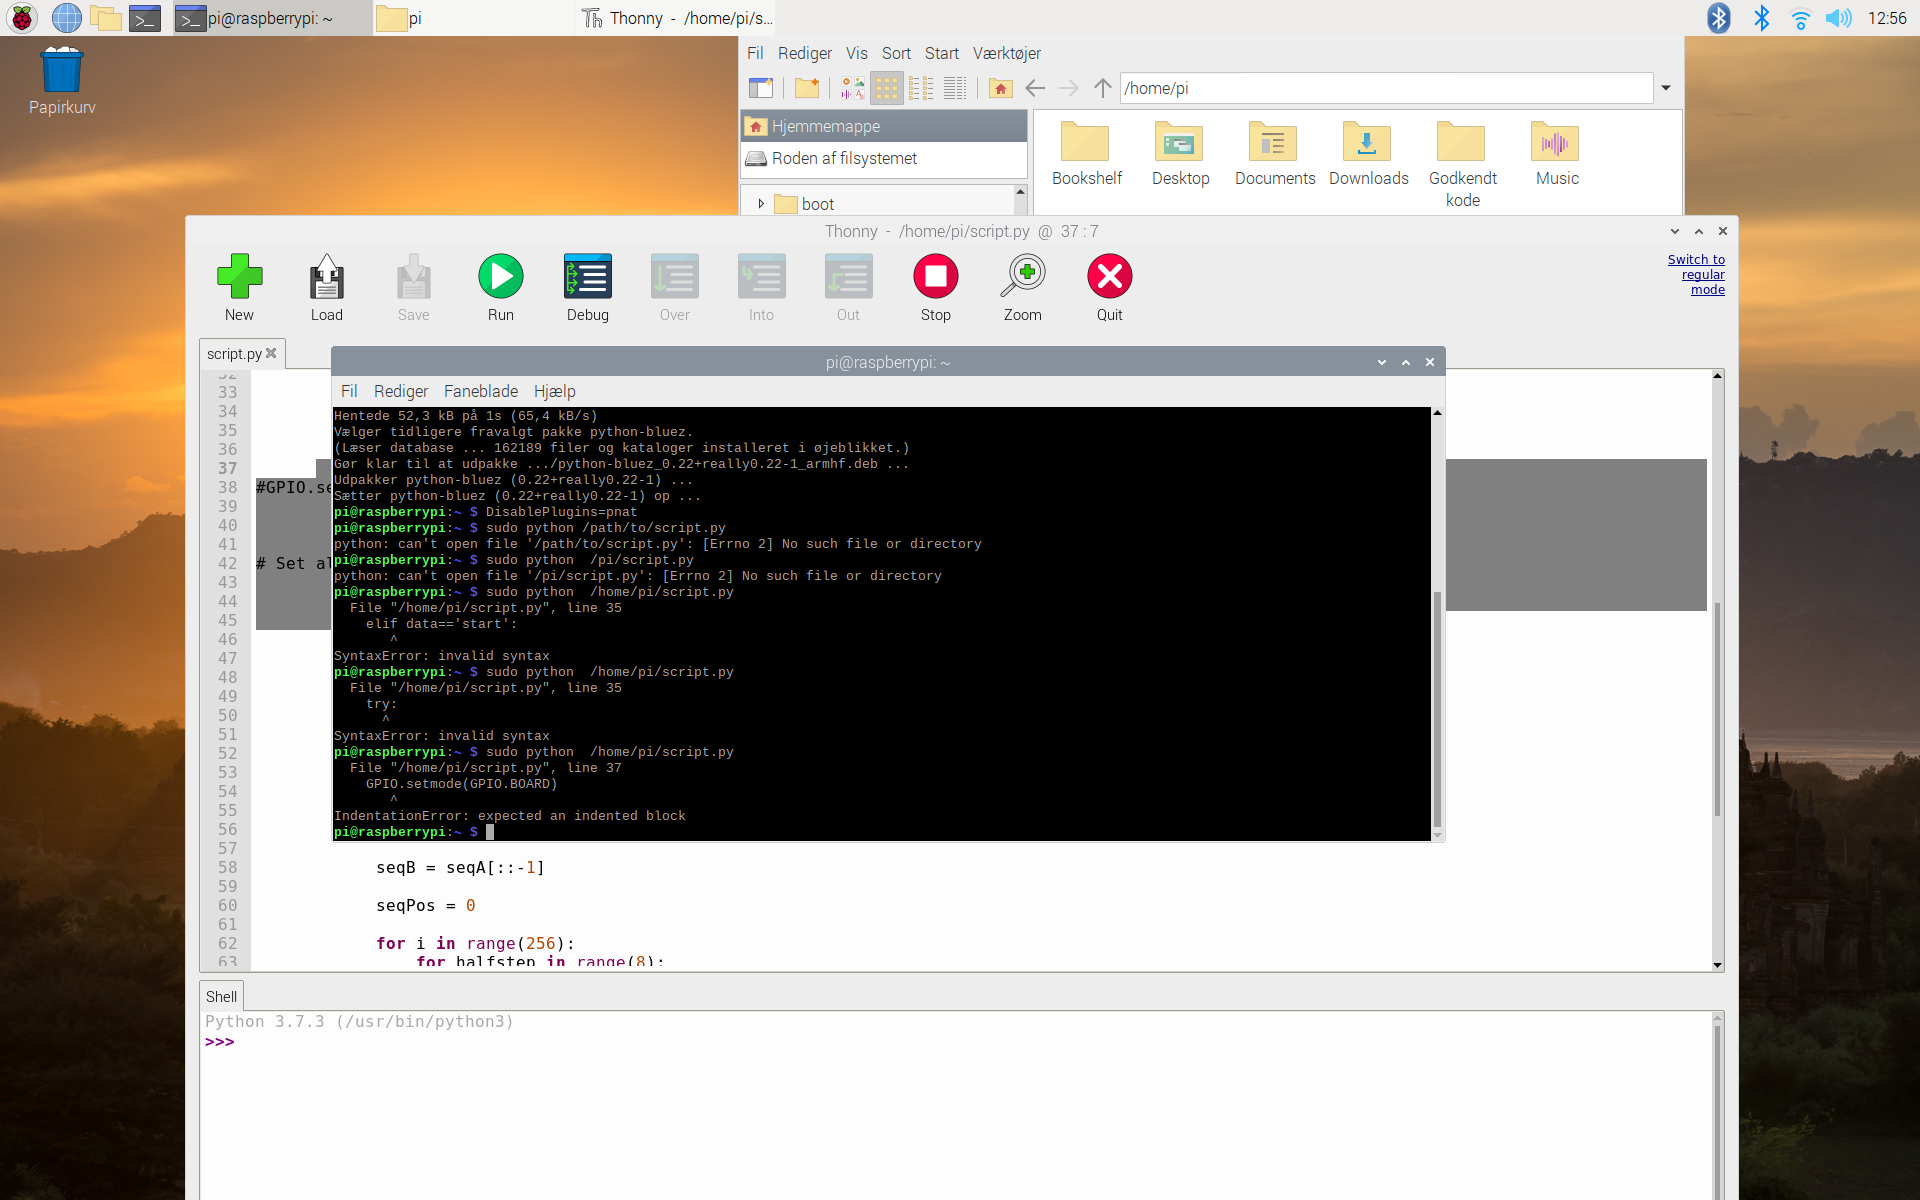 pi@raspberrypi: ~
pi
Thonny  -  /home/pi/s...
12:56
Papirkurv
Fil Rediger Vis Sort Start Værktøjer
/home/pi
Hjemmemappe
Roden af filsystemet
boot
Bookshelf Desktop Documents Downloads Godkendt kode Music
Thonny  -  /home/pi/script.py  @  37 : 7
New Load Save Run Debug Over Into Out Stop Zoom Quit
Switch to
regular
mode
script.py
32
33
34
35
36
37
38 #GPIO.se
39
40
41
42 # Set al
43
44
45
46
47
48
49
50
51
52
53
54
55
56
57
58 seqB = seqA[::-1]
59
60 seqPos = 0
61
62 for i in range(256):
63 for halfstep in range(8):
pi@raspberrypi: ~
Fil Rediger Faneblade Hjælp
Hentede 52,3 kB på 1s (65,4 kB/s)
Vælger tidligere fravalgt pakke python-bluez.
(Læser database ... 162189 filer og kataloger installeret i øjeblikket.)
Gør klar til at udpakke .../python-bluez_0.22+really0.22-1_armhf.deb ...
Udpakker python-bluez (0.22+really0.22-1) ...
Sætter python-bluez (0.22+really0.22-1) op ...
pi@raspberrypi:~ $ DisablePlugins=pnat
pi@raspberrypi:~ $ sudo python /path/to/script.py
python: can't open file '/path/to/script.py': [Errno 2] No such file or directory
pi@raspberrypi:~ $ sudo python  /pi/script.py
python: can't open file '/pi/script.py': [Errno 2] No such file or directory
pi@raspberrypi:~ $ sudo python  /home/pi/script.py
  File "/home/pi/script.py", line 35
    elif data=='start':
       ^
SyntaxError: invalid syntax
pi@raspberrypi:~ $ sudo python  /home/pi/script.py
  File "/home/pi/script.py", line 35
    try:
      ^
SyntaxError: invalid syntax
pi@raspberrypi:~ $ sudo python  /home/pi/script.py
  File "/home/pi/script.py", line 37
    GPIO.setmode(GPIO.BOARD)
       ^
IndentationError: expected an indented block
pi@raspberrypi:~ $
Shell
Python 3.7.3 (/usr/bin/python3)
>>>